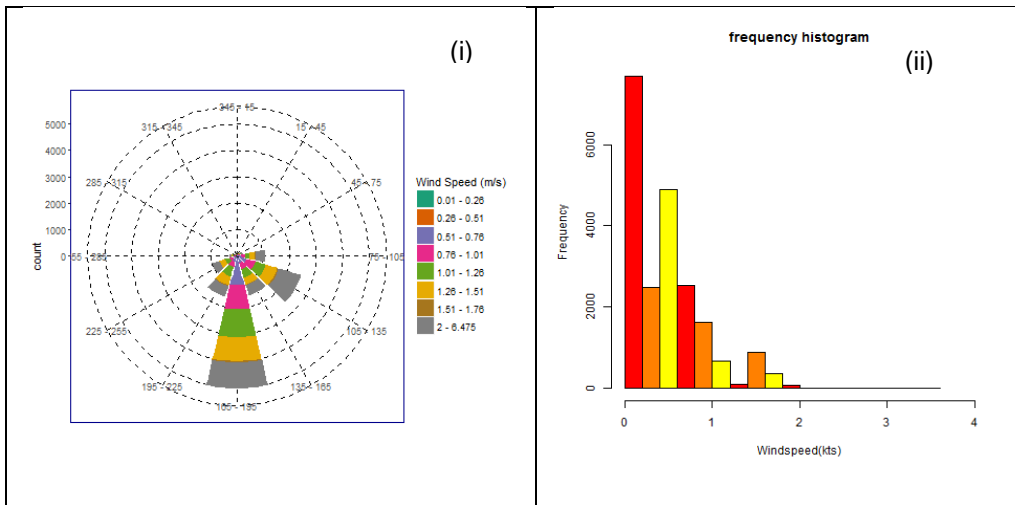 (i)
345 - 15
315 - 345
15 - 45
5000
4000
285 - 315
45 - 75
3000
2000
1000
0
255 - 285
75 - 105
count
225 - 255
105 - 135
195 - 225
135 - 165
165 - 195
Wind Speed (m/s)
0.01 - 0.26
0.26 - 0.51
0.51 - 0.76
0.76 - 1.01
1.01 - 1.26
1.26 - 1.51
1.51 - 1.76
2 - 6.475
frequency histogram
(ii)
Frequency
6000
4000
2000
0
0 1 2 3 4
Windspeed(kts)